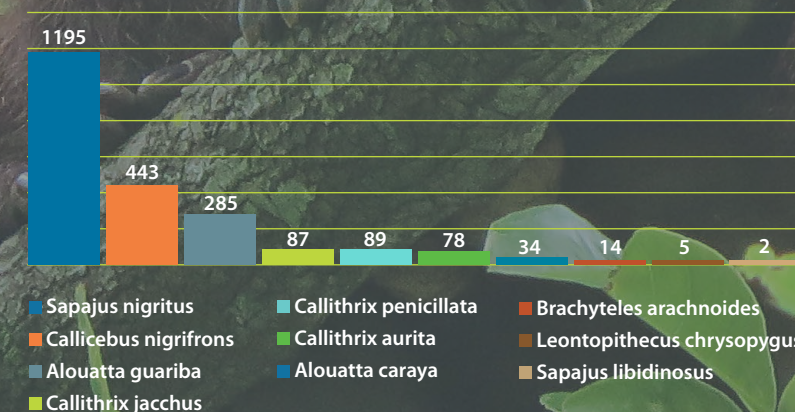 1195
443
285
87
89
78
34
14
5
2
Sapajus nigritus
Callicebus nigrifrons
Alouatta guariba
Callithrix jacchus
Callithrix penicillata
Callithrix aurita
Alouatta caraya
Brachyteles arachnoides
Leontopithecus chrysopygus
Sapajus libidinosus